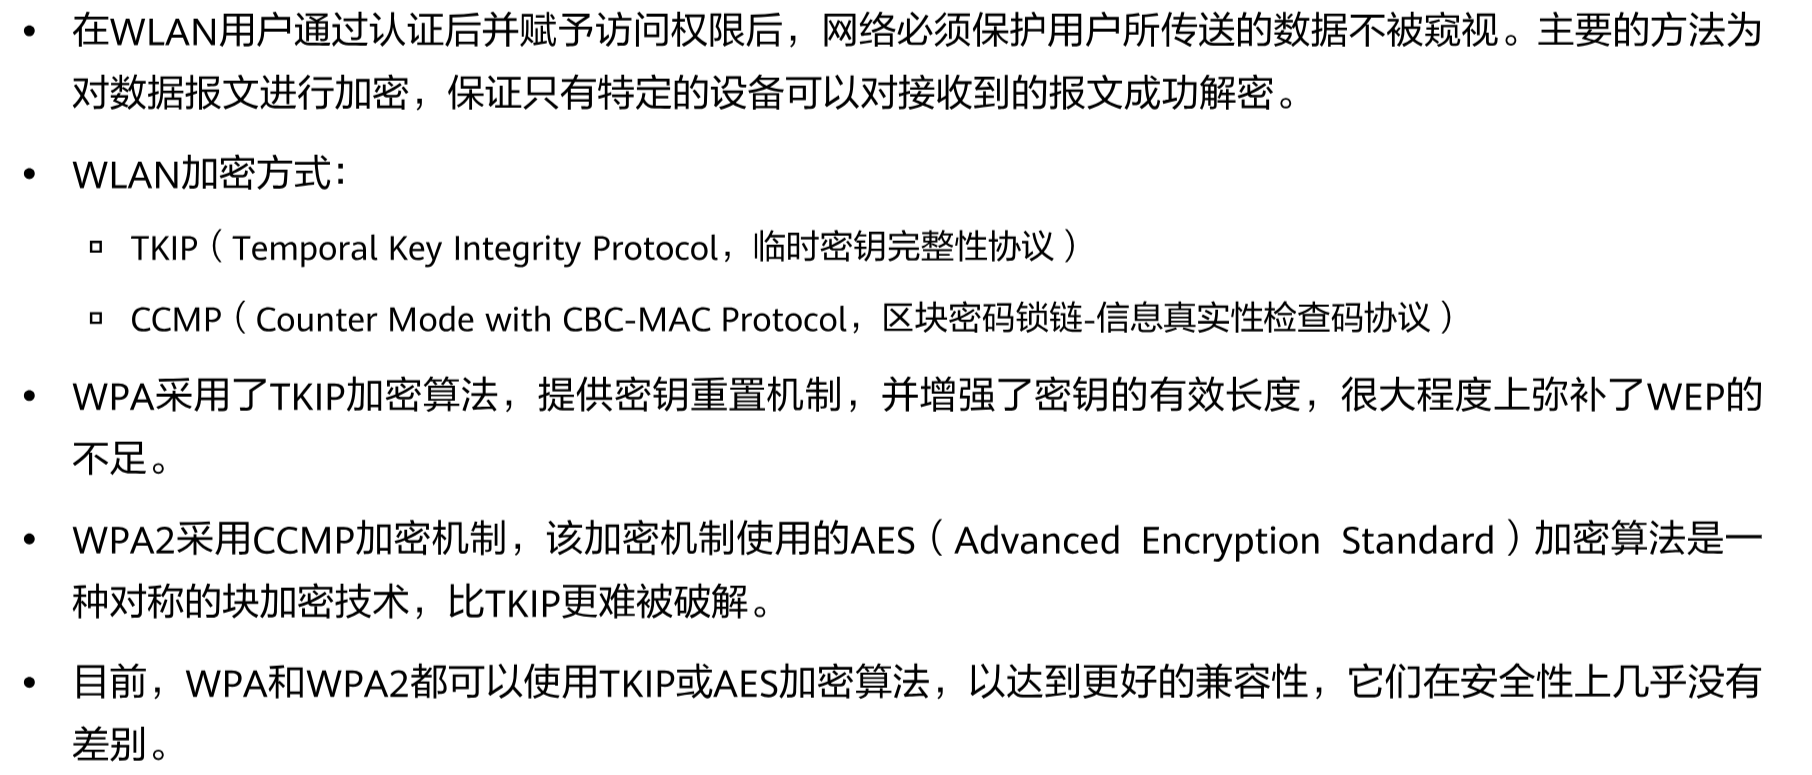 • 在WLAN用户通过认证后并赋予访问权限后，网络必须保护用户所传送的数据不被窥视。主要的方法为
对数据报文进行加密，保证只有特定的设备可以对接收到的报文成功解密。
• WLAN加密方式：
▫ TKIP（Temporal Key Integrity Protocol，临时密钥完整性协议）
▫ CCMP（Counter Mode with CBC-MAC Protocol，区块密码锁链-信息真实性检查码协议）
• WPA采用了TKIP加密算法，提供密钥重置机制，并增强了密钥的有效长度，很大程度上弥补了WEP的
不足。
• WPA2采用CCMP加密机制，该加密机制使用的AES（Advanced Encryption Standard）加密算法是一
种对称的块加密技术，比TKIP更难被破解。
• 目前，WPA和WPA2都可以使用TKIP或AES加密算法，以达到更好的兼容性，它们在安全性上几乎没有
差别。